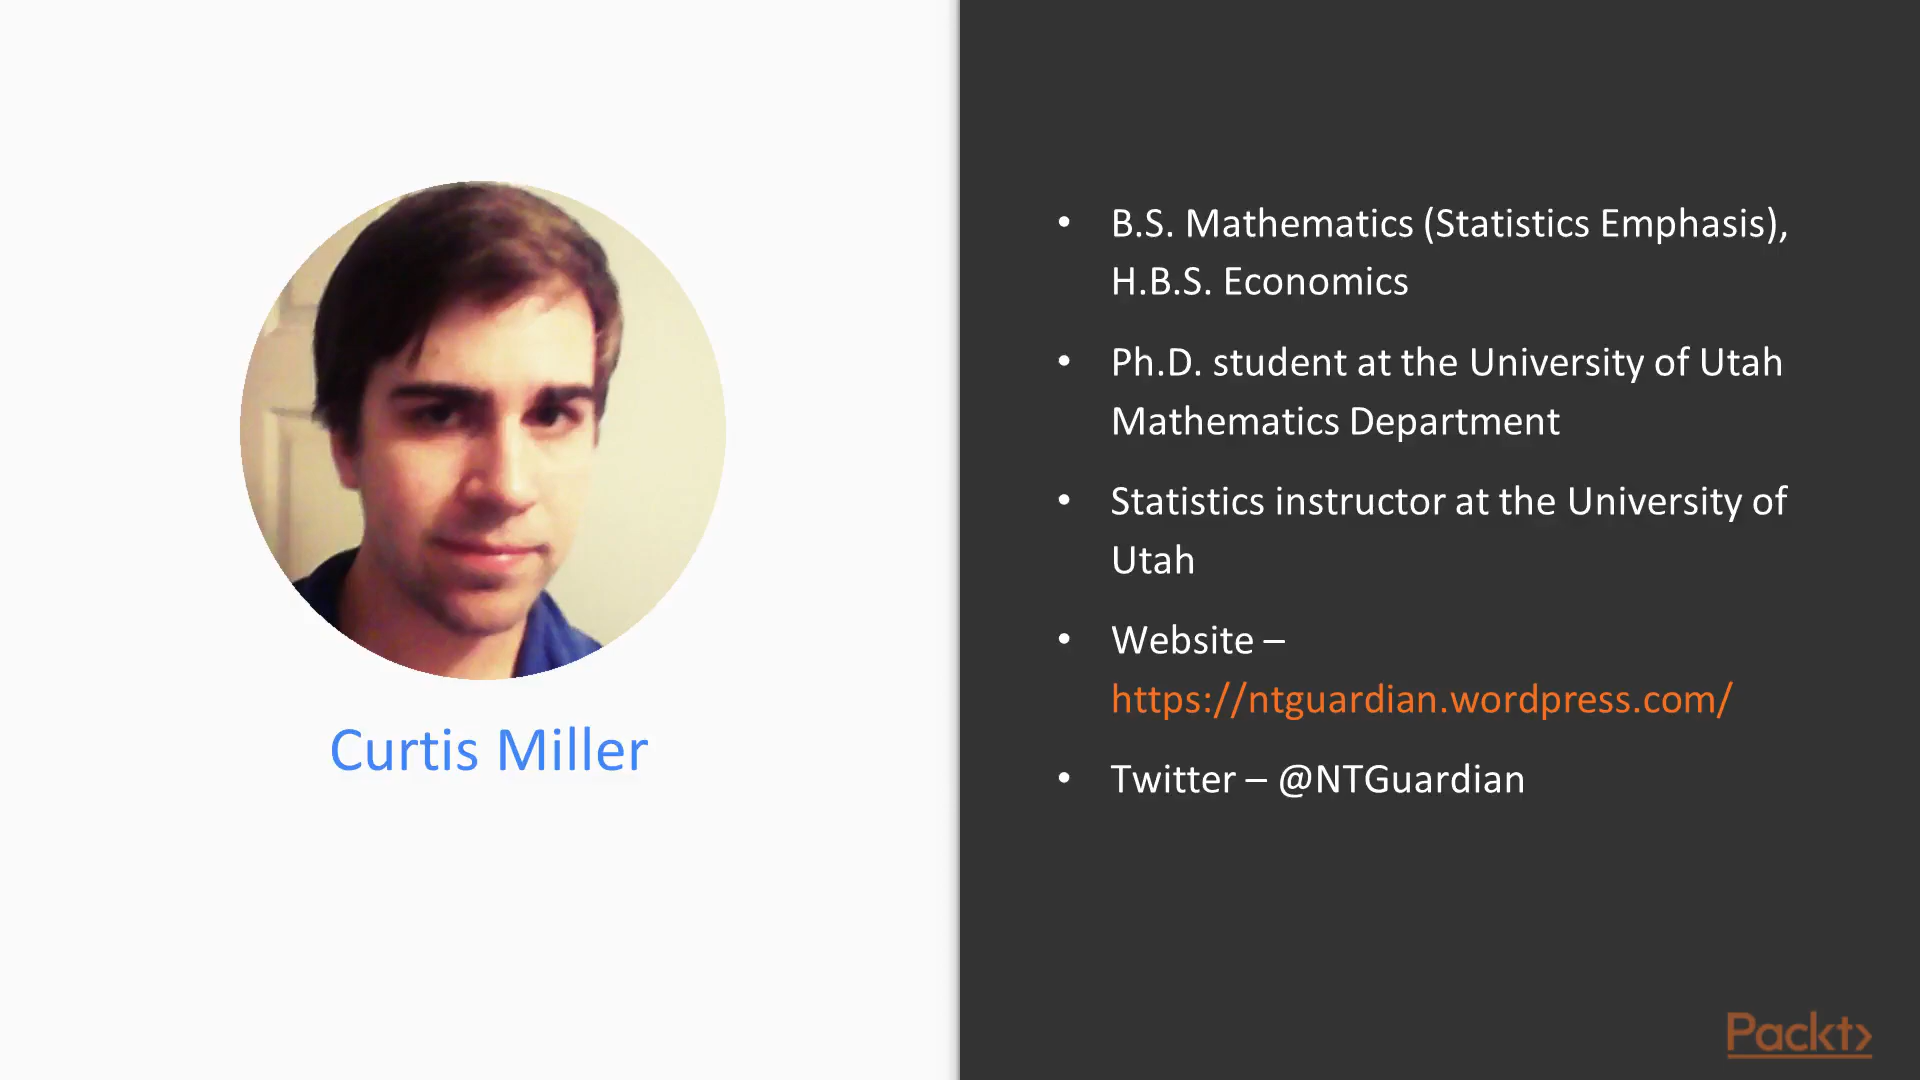 Curtis Miller
• B.S. Mathematics (Statistics Emphasis),
H.B.S. Economics
• Ph.D. student at the University of Utah
Mathematics Department
• Statistics instructor at the University of
Utah
• Website –
https://ntguardian.wordpress.com/
• Twitter – @NTGuardian
Packt>